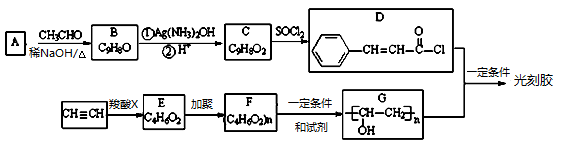 A
CH₃CHO
稀NaOH/△
B
C₉H₈O
①Ag(NH₃)₂OH
② H⁺
C
C₉H₈O₂
SOCl₂
D
CH=CH—C—Cl
O
一定条件
光刻胶
CH≡CH
羧酸X
E
C₄H₆O₂
加聚
F
C₄H₆O₂)n
一定条件
和试剂
G
[CH—CH₂]n
OH